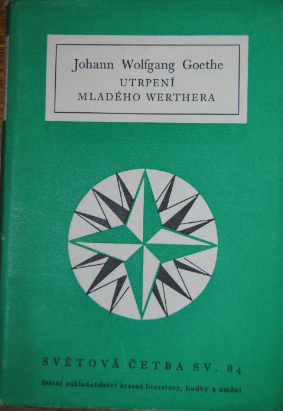 Johann Wolfgang Goethe
UTRPENÍ
MLADÉHO WERTHERA
SVĚTOVÁ ČETBA SV. 84
Státní nakladatelství krásné literatury, hudby a umění